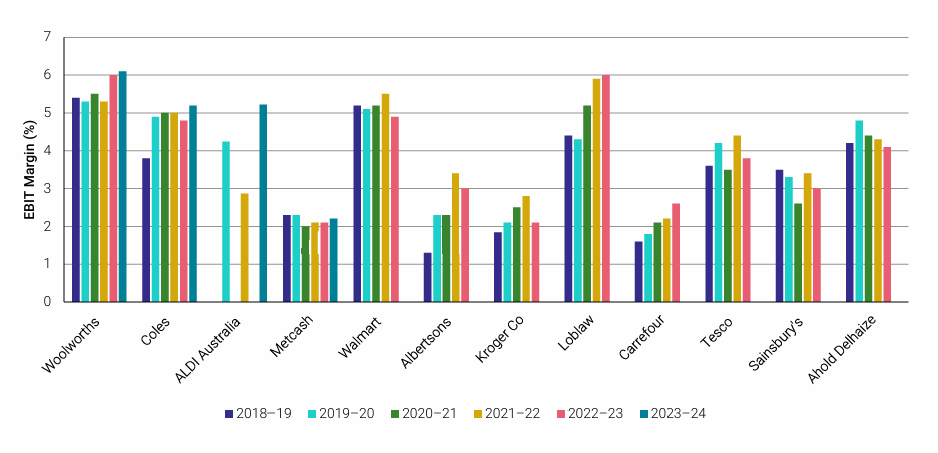 7
6
5
4
3
2
1
0
EBIT Margin (%)
Woolworths
Coles
ALDI Australia
Metcash
Walmart
Albertsons
Kroger Co
Loblaw
Carrefour
Tesco
Sainsbury's
Ahold Delhaize
2018–19 2019–20 2020–21 2021–22 2022–23 2023–24